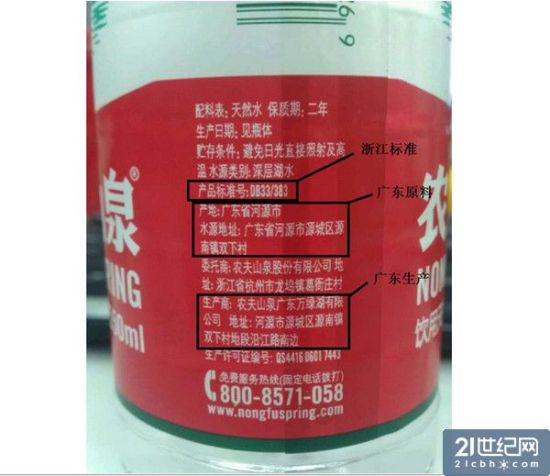 配料表: 天然水 保质期: 二年
生产日期: 见瓶体
贮存条件: 避免日光直接照射及高
温 水源类别: 深层湖水
产品标准号: DB33/383
产地: 广东省河源市
水源地址: 广东省河源市源城区源
南镇双下村
委托商: 农夫山泉股份有限公司 地
址: 浙江省杭州市龙坞镇葛衙庄村
生产商: 农夫山泉广东万绿湖有限
公司 地址: 河源市源城区源南镇
双下村地段沿江路南边
生产许可证编号: QS4416 0601 7443
免费服务热线(固定电话拨打)
800-8571-058
www.nongfuspring.com
浙江标准
广东原料
广东生产
泉®
RING
50ml
农
NON
饮用
21世纪网
21cbh.com